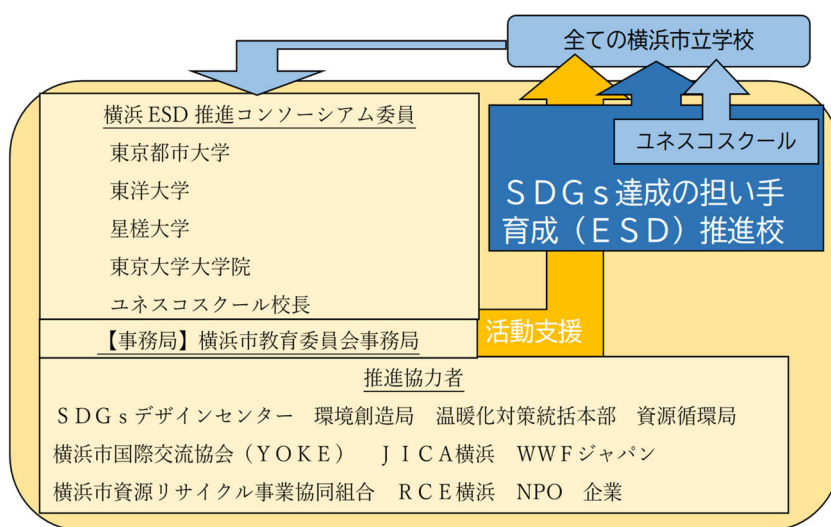 全ての横浜市立学校
横浜 ESD 推進コンソーシアム委員
東京都市大学
東洋大学
星槎大学
東京大学大学院
ユネスコスクール校長
【事務局】横浜市教育委員会事務局
ユネスコスクール
ＳＤＧｓ達成の担い手
育成（ＥＳＤ）推進校
活動支援
推進協力者
ＳＤＧｓデザインセンター　環境創造局　温暖化対策統括本部　資源循環局
横浜市国際交流協会（ＹＯＫＥ）　ＪＩＣＡ横浜　ＷＷＦジャパン
横浜市資源リサイクル事業協同組合　ＲＣＥ横浜　NPO　企業